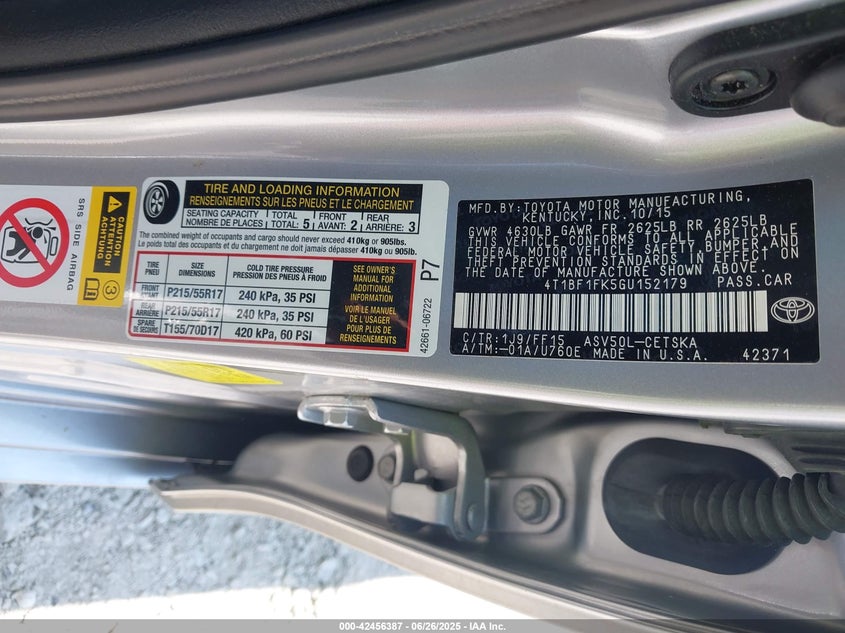 SRS SIDE AIRBAG
CAUTION
ATTENTION
ACHTUNG
3
TIRE AND LOADING INFORMATION
RENSEIGNEMENTS SUR LES PNEUS ET LE CHARGEMENT
SEATING CAPACITY
NOMBRE DE PLACES
TOTAL
TOTAL: 5
FRONT
AVANT: 2
REAR
ARRIÈRE: 3
The combined weight of occupants and cargo should never exceed 410kg or 905lbs.
Le poids total des occupants et du chargement ne doit jamais dépasser 410kg ou 905lb.
TIRE
PNEU
DIMENSIONS
SIZE
COLD TIRE PRESSURE
PRESSION DES PNEUS À FROID
FRONT
AVANT
P215/55R17
240 kPa, 35 PSI
REAR
ARRIÈRE
P215/55R17
240 kPa, 35 PSI
SPARE
DE SECOURS
T155/70D17
420 kPa, 60 PSI
SEE OWNER'S
MANUAL FOR
ADDITIONAL
INFORMATION
VOIR LE MANUEL
DE L'USAGER
POUR PLUS DE
RENSEIGNEMENTS
P7
42661-06722
MFD.BY:TOYOTA MOTOR MANUFACTURING,
KENTUCKY, INC. 10/15
GVWR 4630LB GAWR FR 2625LB RR 2625LB
THIS VEHICLE CONFORMS TO ALL APPLICABLE
FEDERAL MOTOR VEHICLE SAFETY, BUMPER, AND
THEFT PREVENTION STANDARDS IN EFFECT ON
THE DATE OF MANUFACTURE SHOWN ABOVE.
4T1BF1FK5GU152179 PASS.CAR
C/TR:1J9/FF15 ASV50L-CETSKA
A/TM:-01A/U760E MADE IN U.S.A. 42371
TOYOTA
000-42456387 - 06/26/2025 - IAA Inc.